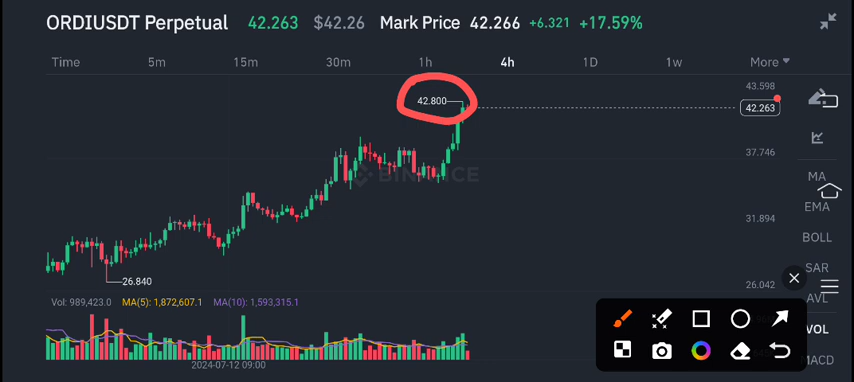 ORDIUSDT Perpetual 42.263 $42.26 Mark Price 42.266 +6.321 +17.59%
Time 5m 15m 30m 1h 4h 1D 1w More
43.598
42.800
42.263
37.746
MA
BINANCE
EMA
31.894
BOLL
SAR
26.840
26.042
AVL
Vol: 989,423.0 MA(5): 1,872,607.1 MA(10): 1,593,315.1
VOL
MACD
2024-07-12 09:00